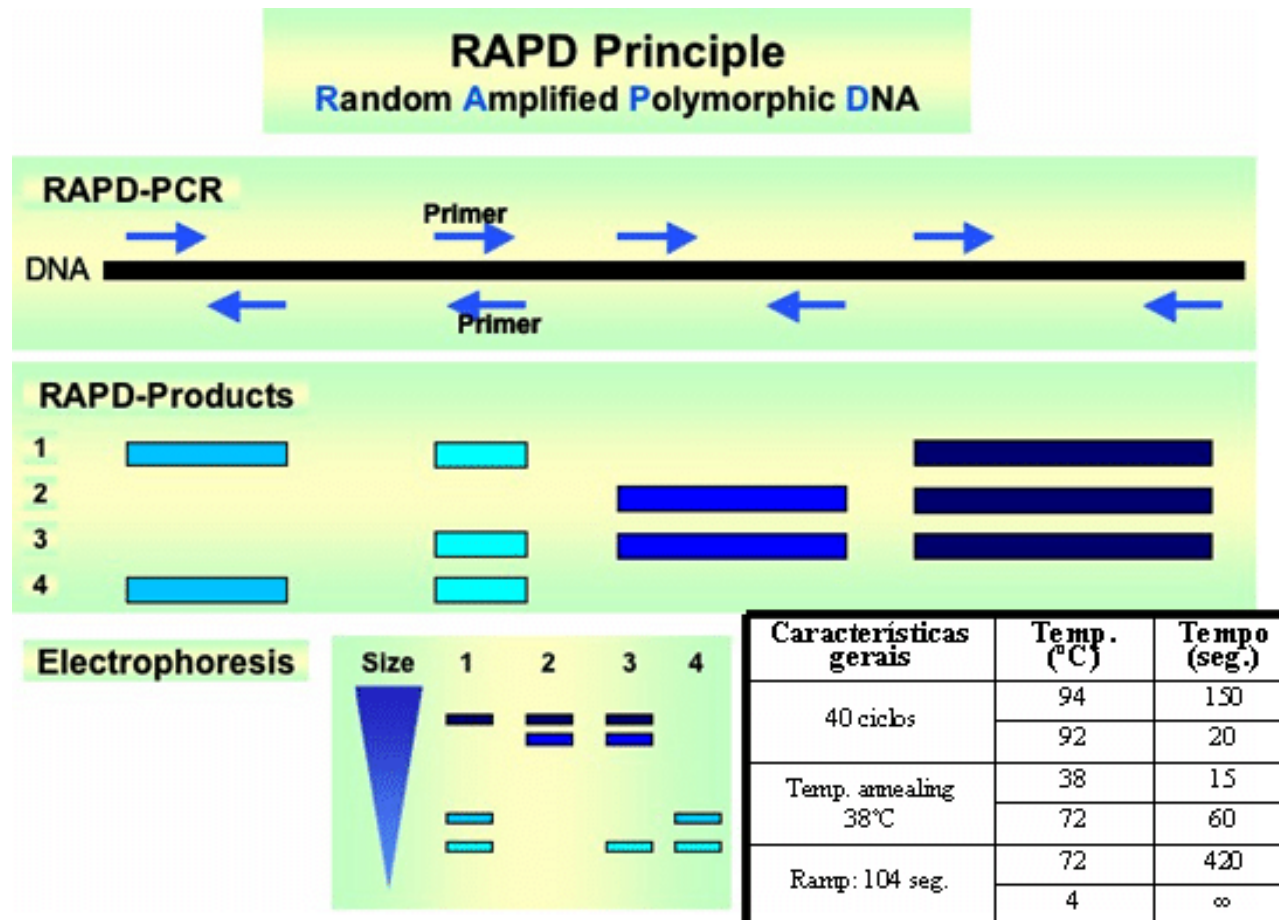 RAPD Principle
Random Amplified Polymorphic DNA
RAPD-PCR
Primer
DNA
Primer
RAPD-Products
1
2
3
4
Electrophoresis
Size 1 2 3 4
Características gerais Temp. (ºC) Tempo (seg.)
40 ciclos 94 150
92 20
Temp. annealing 38ºC 38 15
72 60
Ramp: 104 seg. 72 420
4 ∞